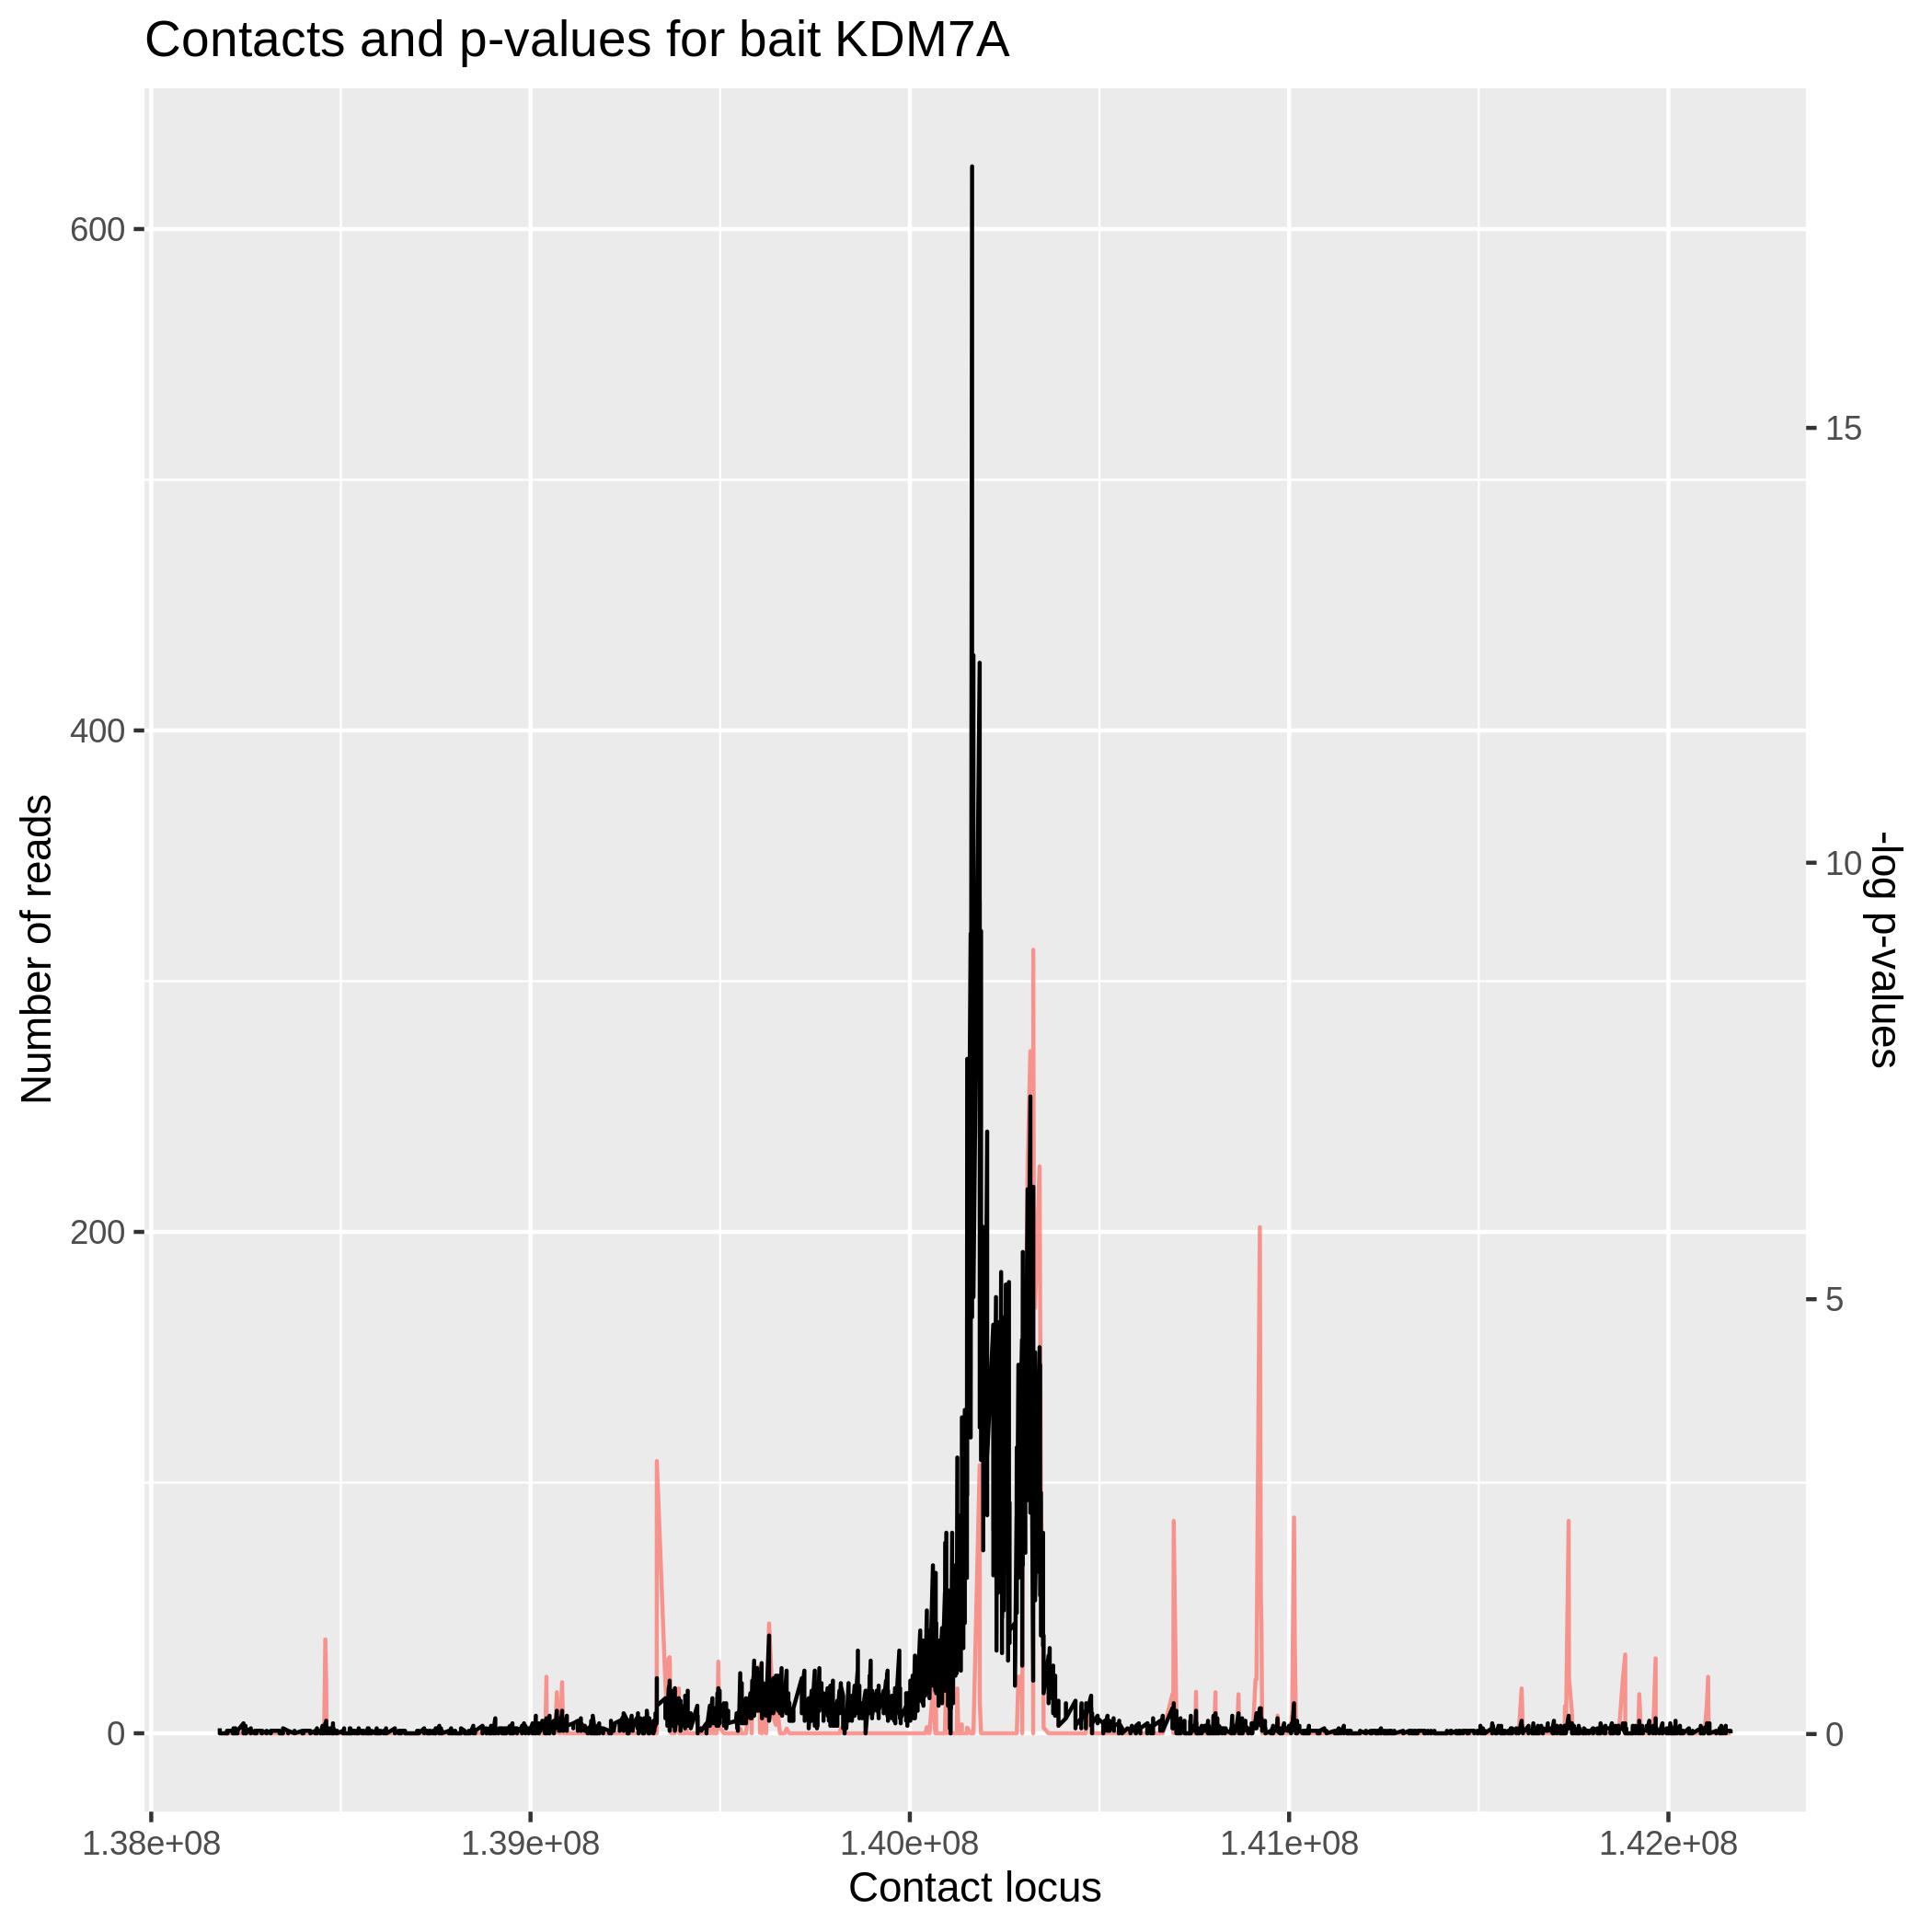 Contacts and p-values for bait KDM7A
600
400
200
0
Number of reads
15
10
5
0
-log p-values
1.38e+08
1.39e+08
1.40e+08
1.41e+08
1.42e+08
Contact locus